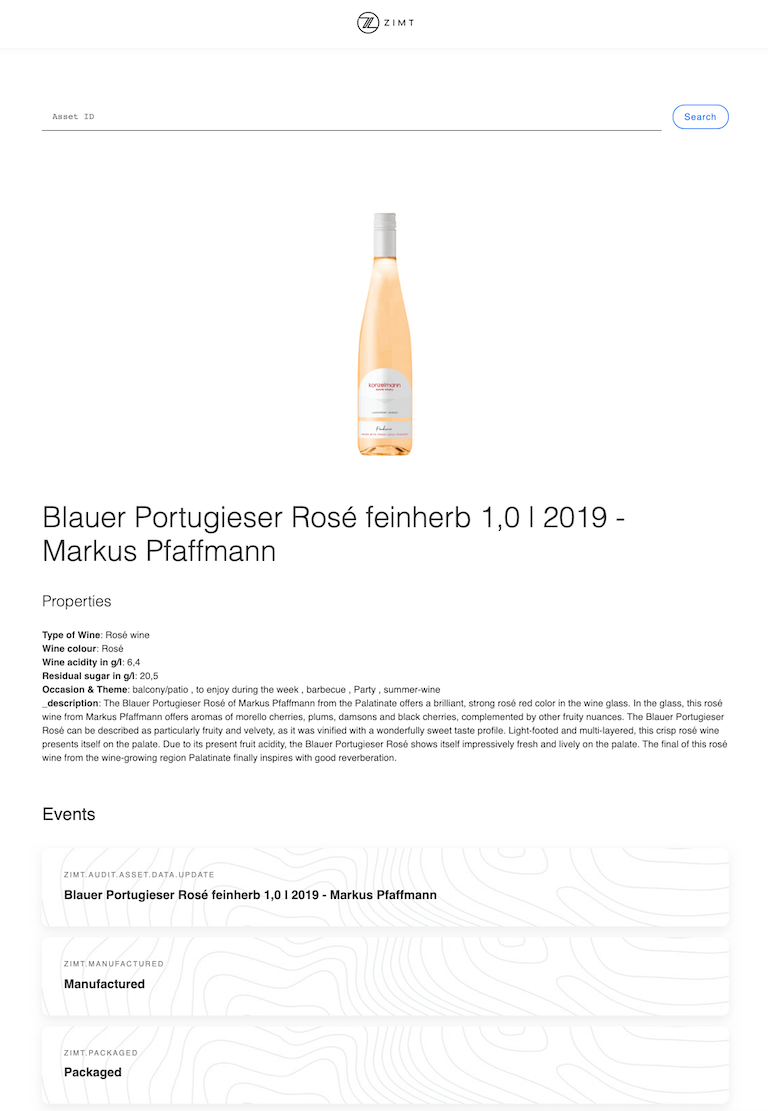 ZIMT
Asset ID
Search
konzelmann
Blauer Portugieser Rosé feinherb 1,0 l 2019 -
Markus Pfaffmann
Properties
Type of Wine: Rosé wine
Wine colour: Rosé
Wine acidity in g/l: 6,4
Residual sugar in g/l: 20,5
Occasion & Theme: balcony/patio , to enjoy during the week , barbecue , Party , summer-wine
_description: The Blauer Portugieser Rosé of Markus Pfaffmann from the Palatinate offers a brilliant, strong rosé red color in the wine glass. In the glass, this rosé
wine from Markus Pfaffmann offers aromas of morello cherries, plums, damsons and black cherries, complemented by other fruity nuances. The Blauer Portugieser
Rosé can be described as particularly fruity and velvety, as it was vinified with a wonderfully sweet taste profile. Light-footed and multi-layered, this crisp rosé wine
presents itself on the palate. Due to its present fruit acidity, the Blauer Portugieser Rosé shows itself impressively fresh and lively on the palate. The final of this rosé
wine from the wine-growing region Palatinate finally inspires with good reverberation.
Events
ZIMT.AUDIT.ASSET.DATA.UPDATE
Blauer Portugieser Rosé feinherb 1,0 l 2019 - Markus Pfaffmann
ZIMT.MANUFACTURED
Manufactured
ZIMT.PACKAGED
Packaged